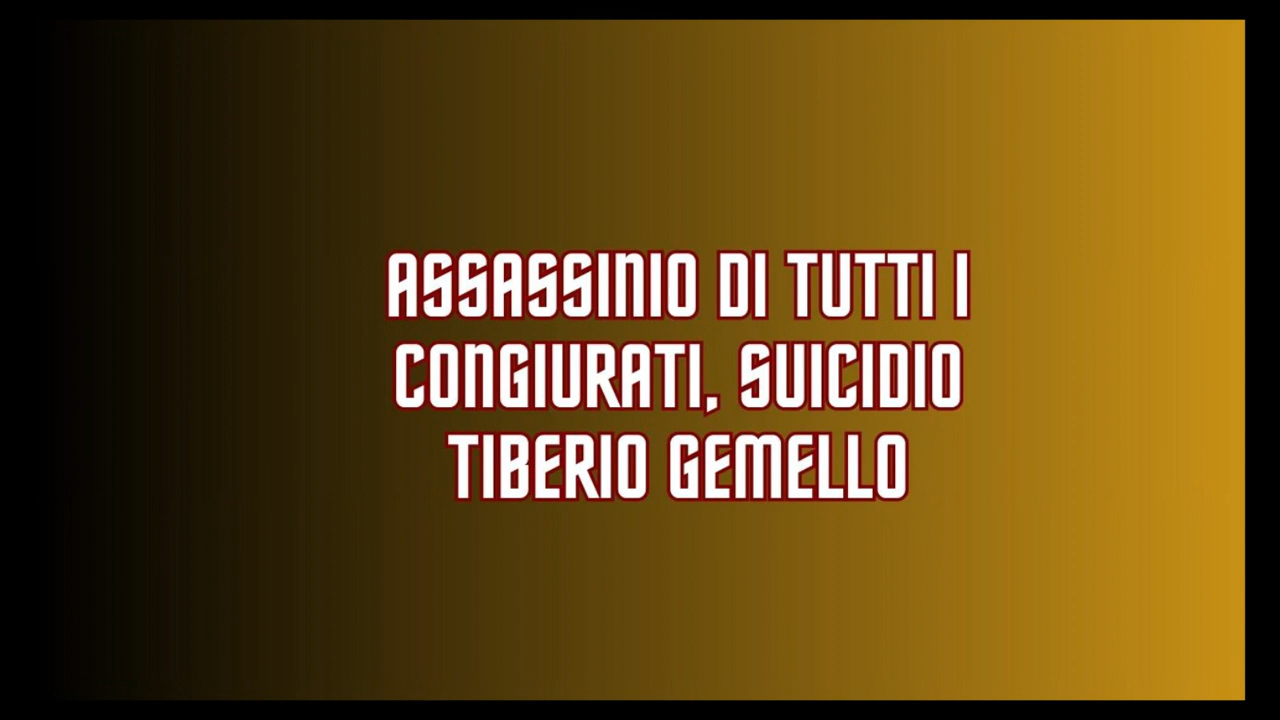 ASSASSINIO DI TUTTI I
CONGIURATI, SUICIDIO
TIBERIO GEMELLO